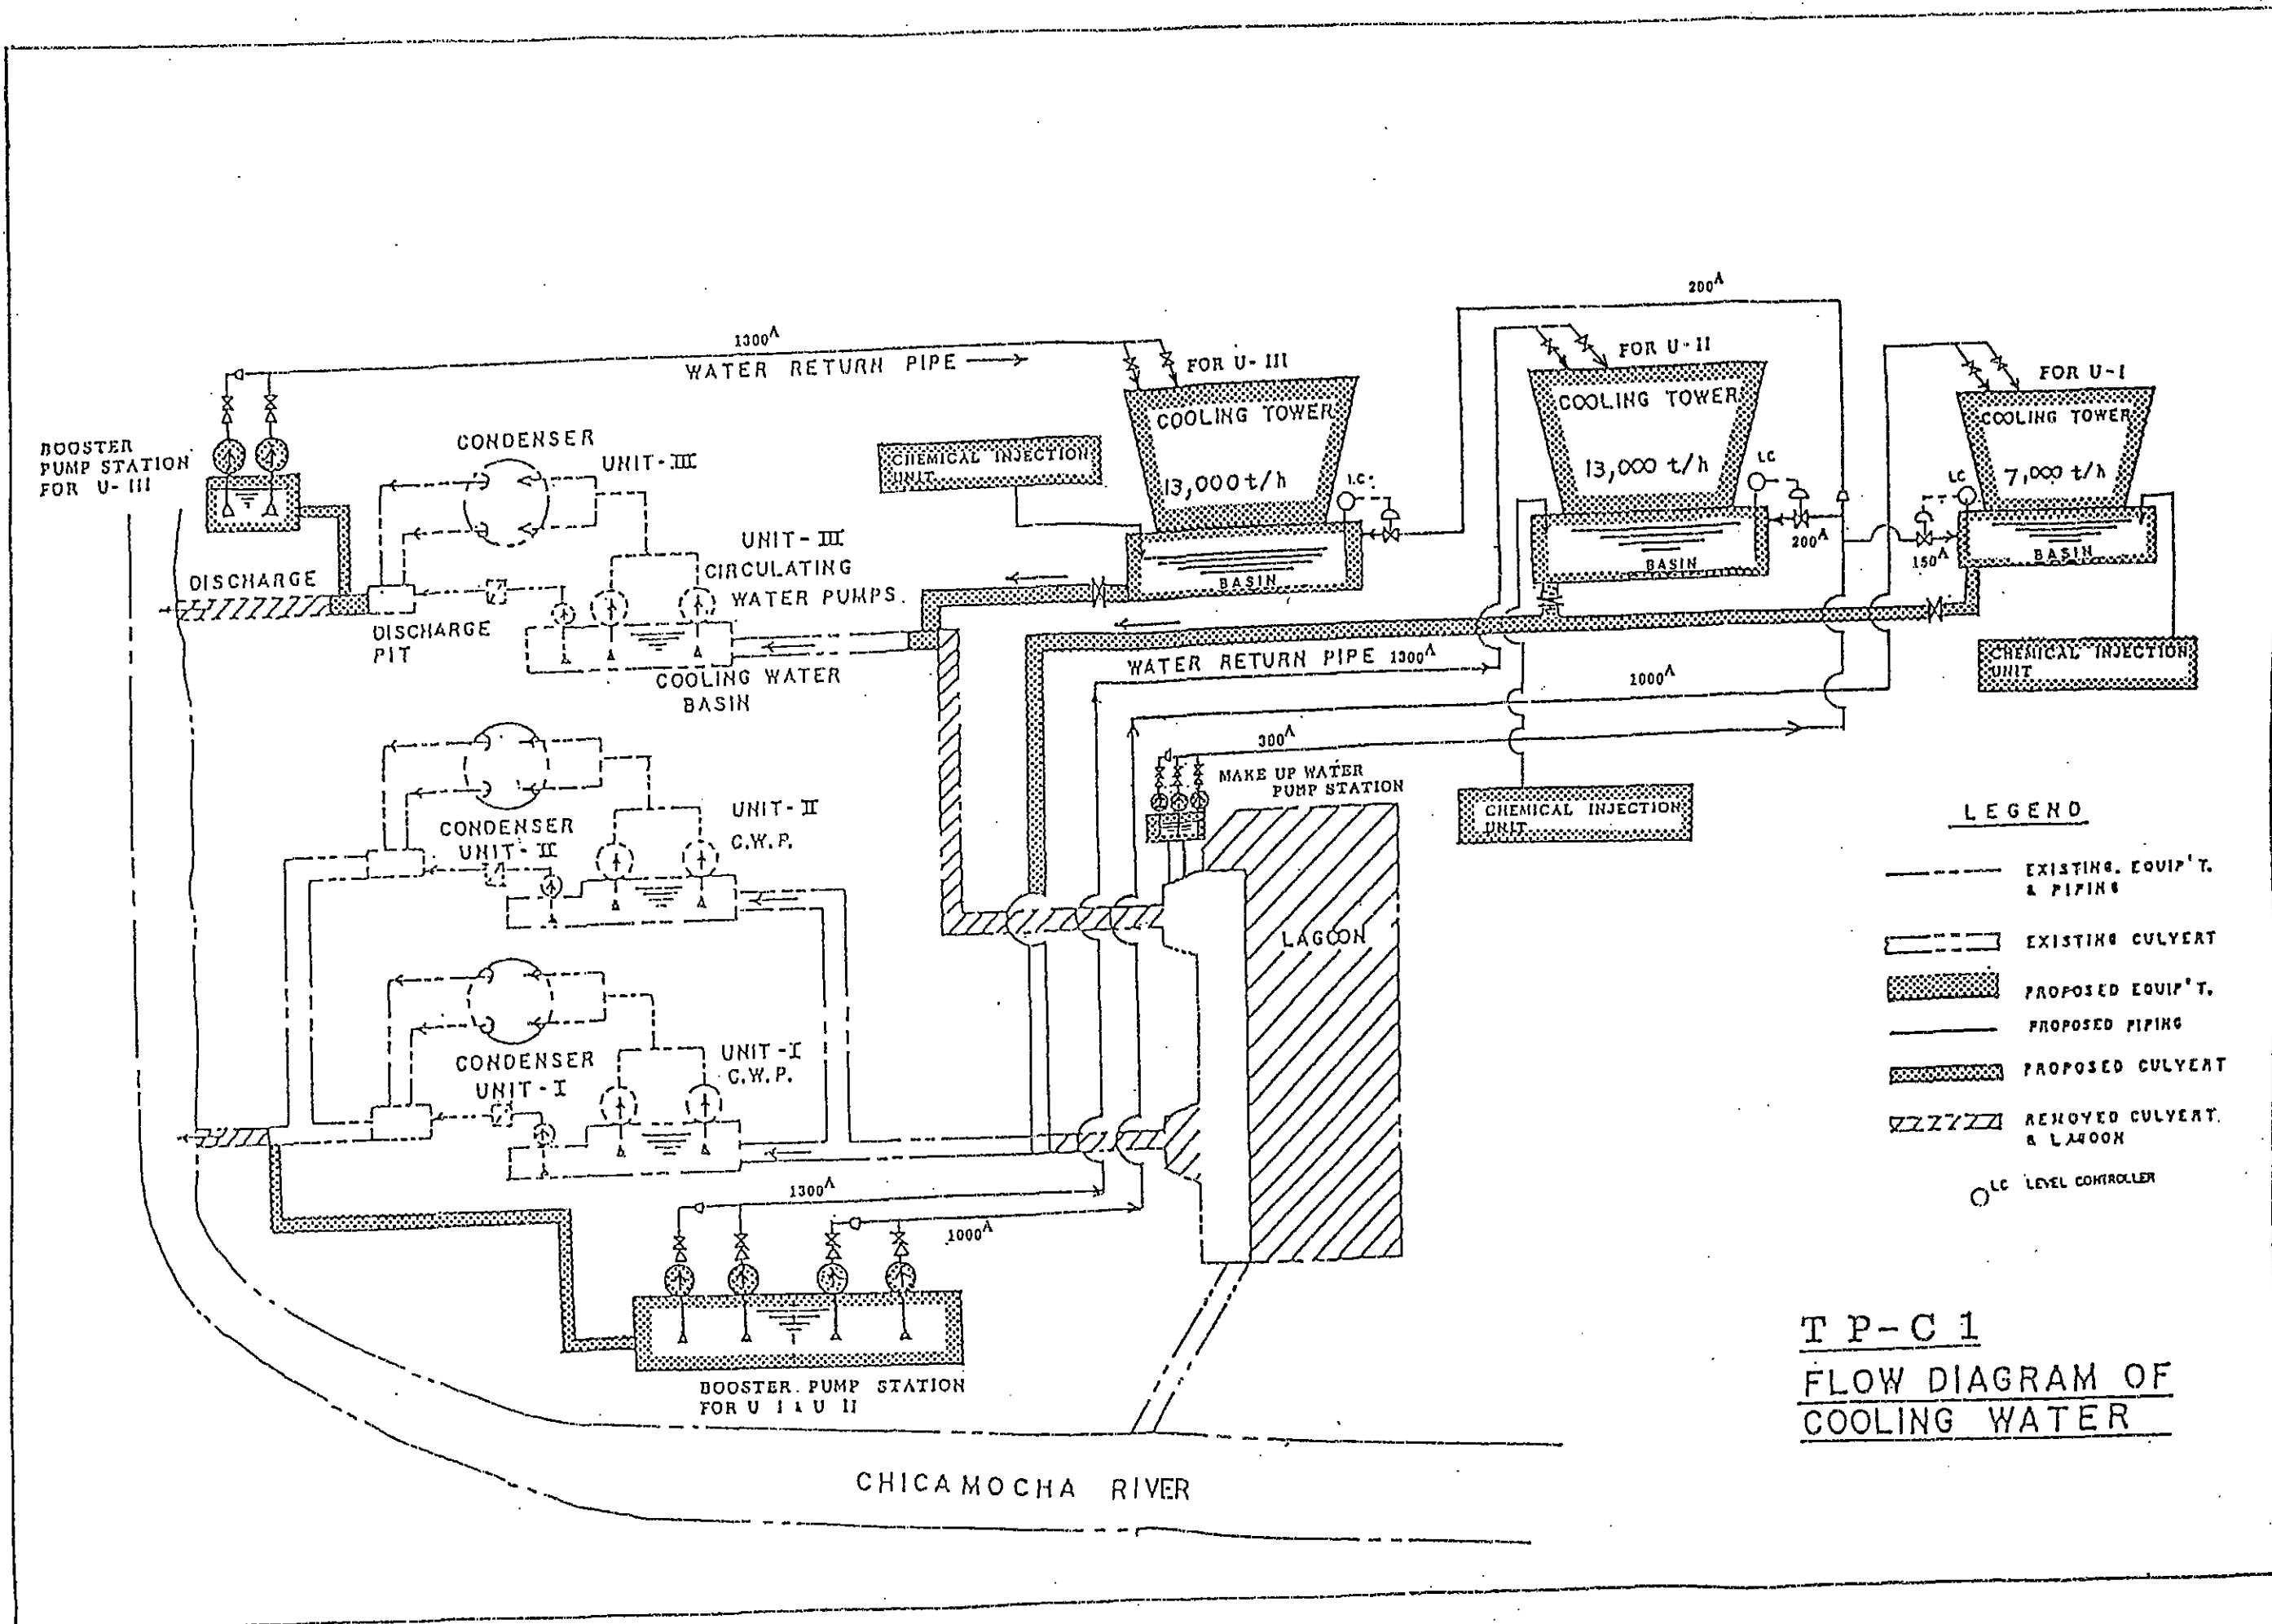 200ᴬ
1300ᴬ
WATER RETURN PIPE
FOR U-III
FOR U-II
FOR U-I
COOLING TOWER
13,000 t/h
COOLING TOWER
13,000 t/h
COOLING TOWER
7,000 t/h
BOOSTER
PUMP STATION
FOR U-III
CONDENSER
UNIT-III
CHEMICAL INJECTION
UNIT
LC
LC
LC
200ᴬ
150ᴬ
BASIN
BASIN
BASIN
UNIT-III
CIRCULATING
WATER PUMPS.
DISCHARGE
DISCHARGE
PIT
COOLING WATER
BASIN
WATER RETURN PIPE 1300ᴬ
1000ᴬ
CHEMICAL INJECTION
UNIT
300ᴬ
MAKE UP WATER
PUMP STATION
CHEMICAL INJECTION
UNIT
CONDENSER
UNIT-II
UNIT-II
C.W.P.
LAGOON
CONDENSER
UNIT-I
UNIT-I
C.W.P.
1300ᴬ
1000ᴬ
BOOSTER. PUMP STATION
FOR U I & U II
CHICAMOCHA RIVER
LEGEND
EXISTING. EQUIP'T.
& PIPING
EXISTING CULVERT
PROPOSED EQUIP'T.
PROPOSED PIPING
PROPOSED CULVERT
REMOVED CULVERT.
& LAGOON
LC LEVEL CONTROLLER
TP-C1
FLOW DIAGRAM OF
COOLING WATER